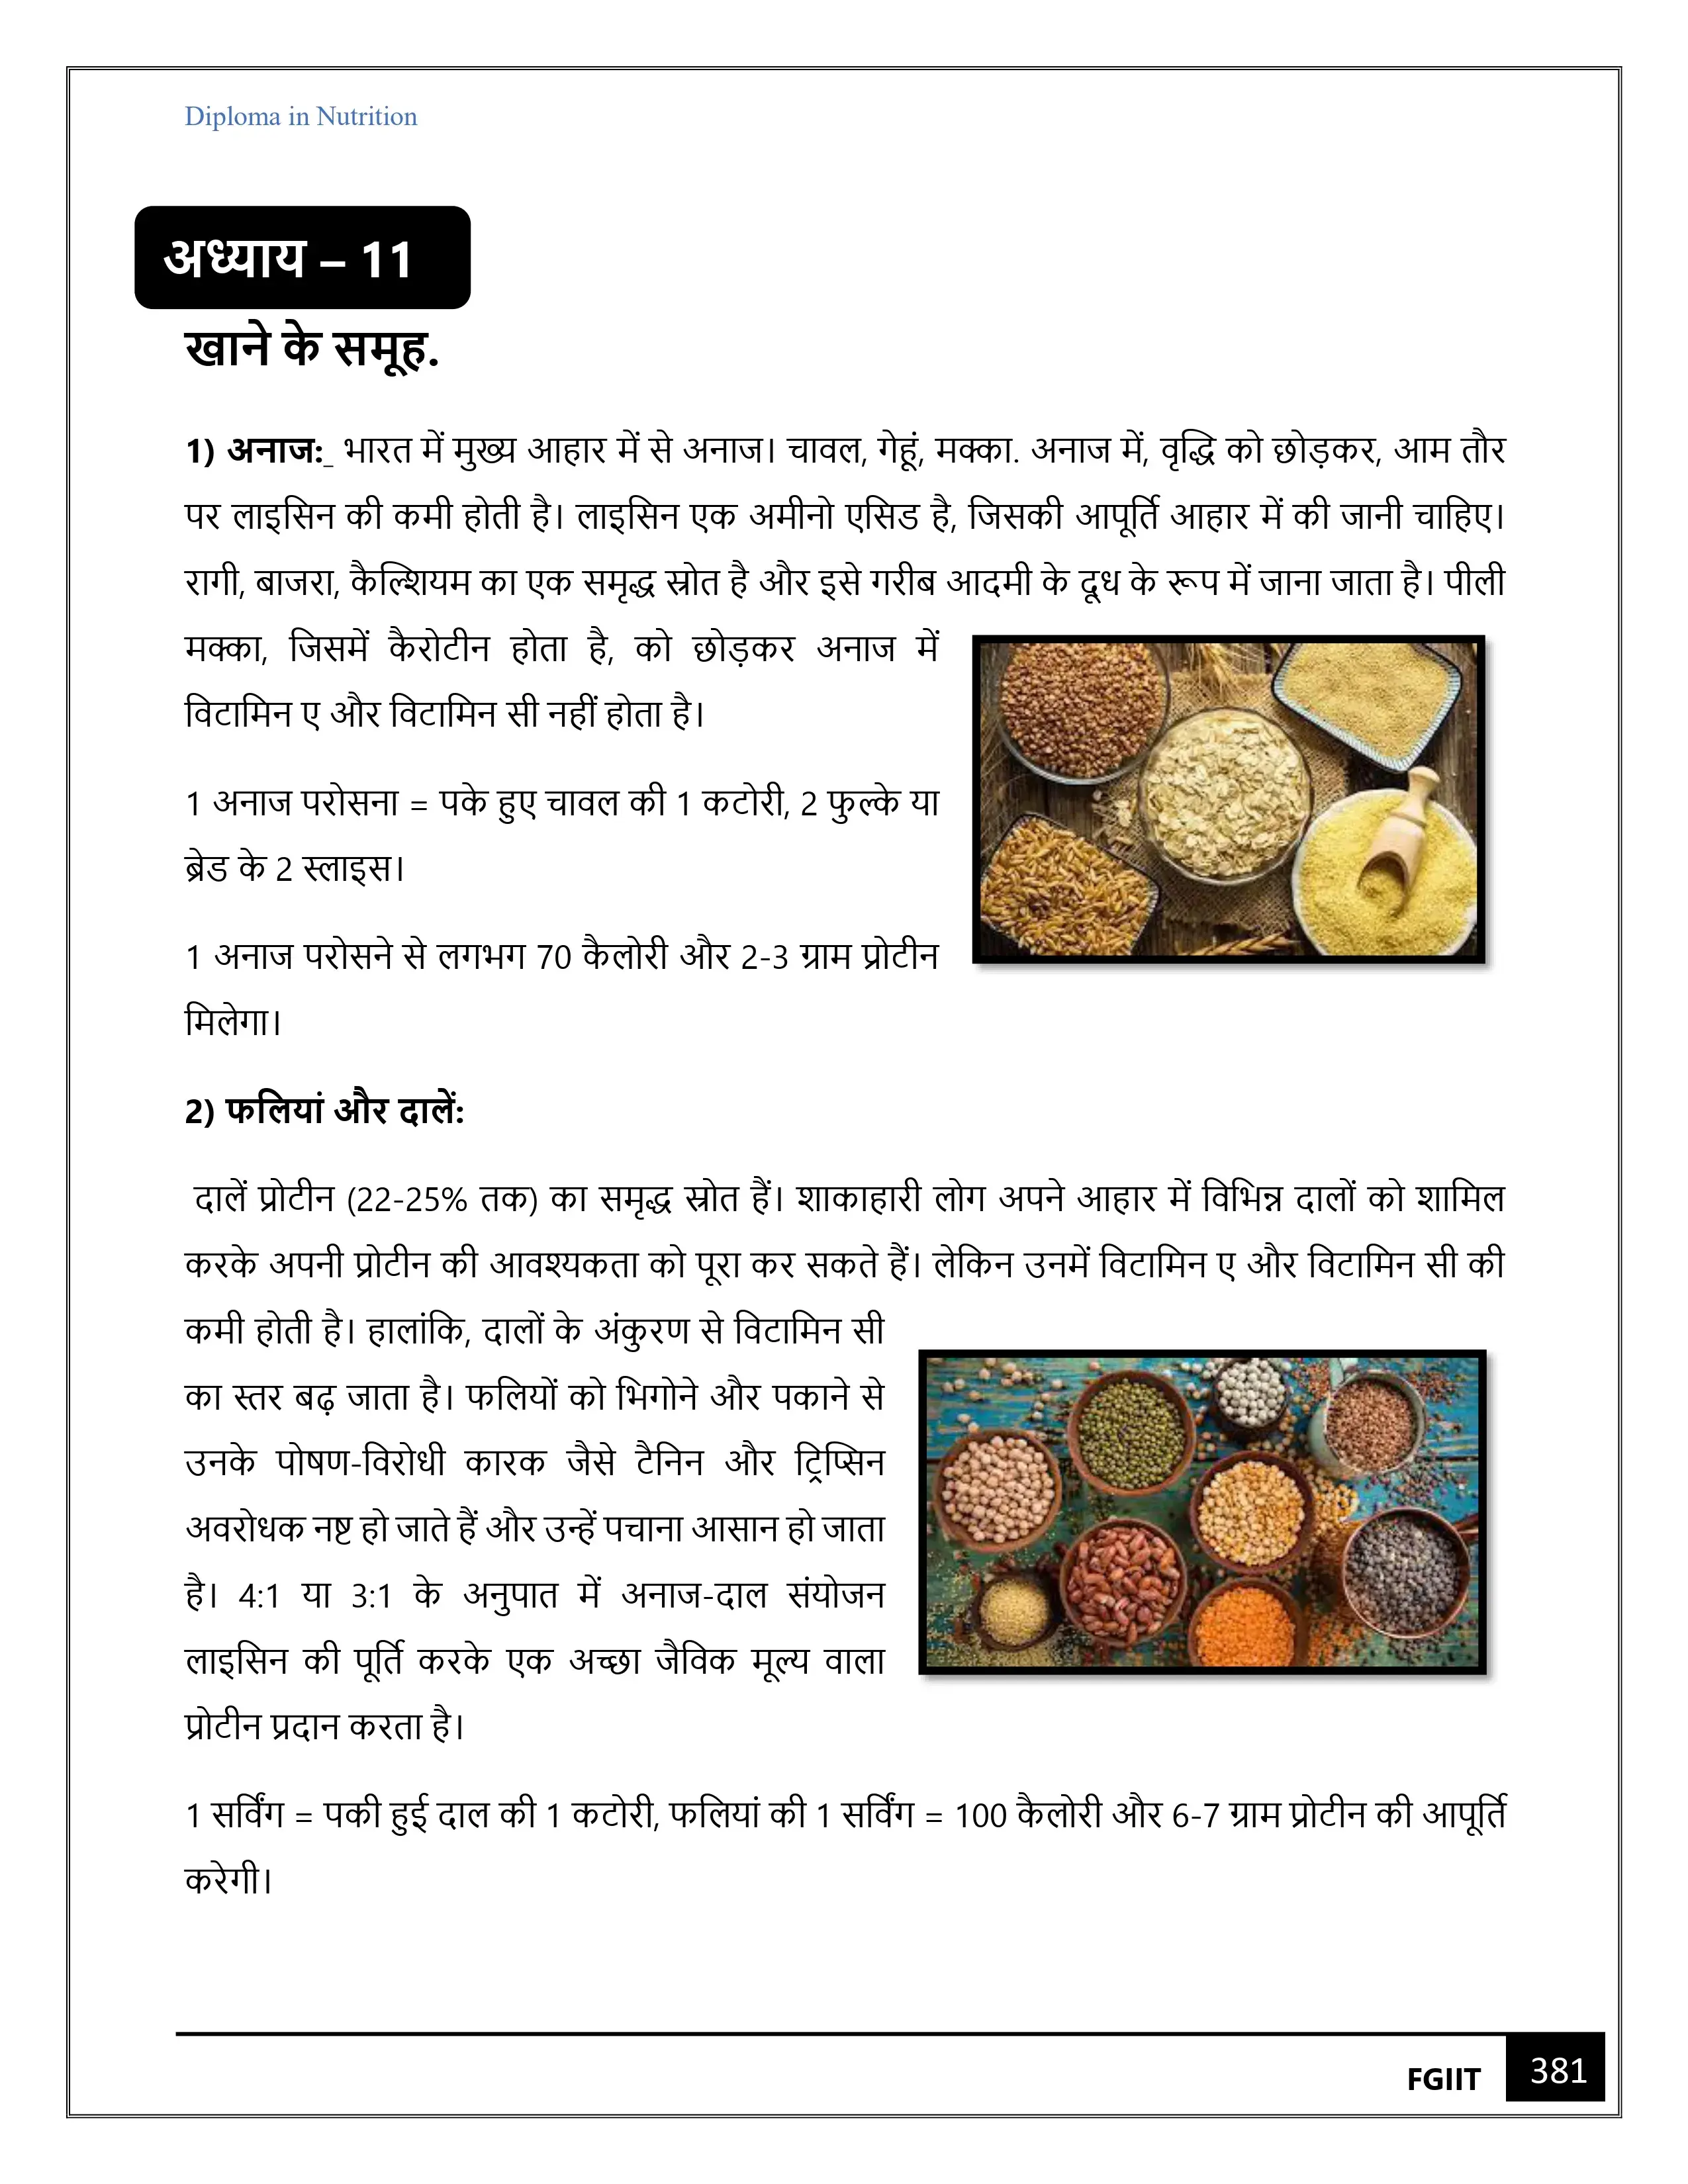 Diploma in Nutrition
अध्याय – 11
खाने के समूह.
1) अनाज:_ भारत में मुख्य आहार में से अनाज। चावल, गेहूं, मक्का. अनाज में, वृद्धि को छोड़कर, आम तौर
पर लाइसिन की कमी होती है। लाइसिन एक अमीनो एसिड है, जिसकी आपूर्ति आहार में की जानी चाहिए।
रागी, बाजरा, कैल्शियम का एक समृद्ध स्रोत है और इसे गरीब आदमी के दूध के रूप में जाना जाता है। पीली
मक्का, जिसमें कैरोटीन होता है, को छोड़कर अनाज में
विटामिन ए और विटामिन सी नहीं होता है।
1 अनाज परोसना = पके हुए चावल की 1 कटोरी, 2 फुल्के या
ब्रेड के 2 स्लाइस।
1 अनाज परोसने से लगभग 70 कैलोरी और 2-3 ग्राम प्रोटीन
मिलेगा।
2) फलियां और दालें:
दालें प्रोटीन (22-25% तक) का समृद्ध स्रोत हैं। शाकाहारी लोग अपने आहार में विभिन्न दालों को शामिल
करके अपनी प्रोटीन की आवश्यकता को पूरा कर सकते हैं। लेकिन उनमें विटामिन ए और विटामिन सी की
कमी होती है। हालांकि, दालों के अंकुरण से विटामिन सी
का स्तर बढ़ जाता है। फलियों को भिगोने और पकाने से
उनके पोषण-विरोधी कारक जैसे टैनिन और ट्रिप्सिन
अवरोधक नष्ट हो जाते हैं और उन्हें पचाना आसान हो जाता
है। 4:1 या 3:1 के अनुपात में अनाज-दाल संयोजन
लाइसिन की पूर्ति करके एक अच्छा जैविक मूल्य वाला
प्रोटीन प्रदान करता है।
1 सर्विंग = पकी हुई दाल की 1 कटोरी, फलियां की 1 सर्विंग = 100 कैलोरी और 6-7 ग्राम प्रोटीन की आपूर्ति
करेगी।
FGIIT 381